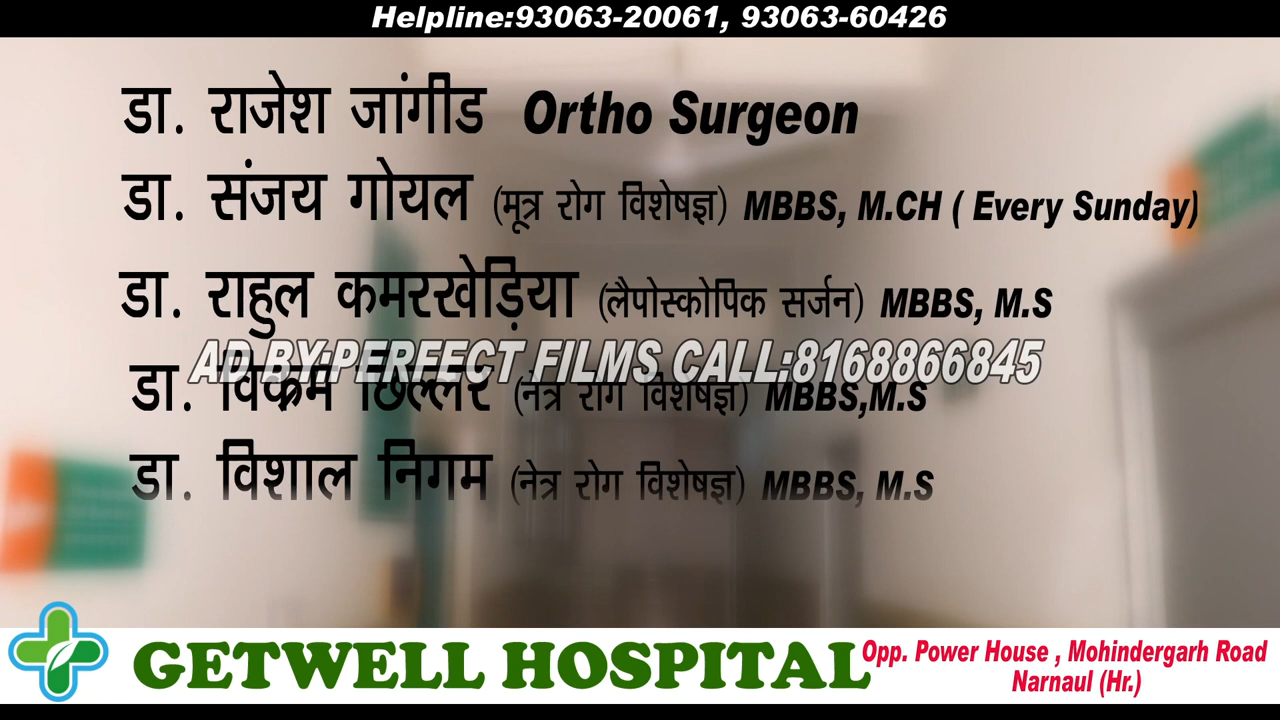 Helpline:93063-20061, 93063-60426
डा. राजेश जांगीड Ortho Surgeon
डा. संजय गोयल (मूत्र रोग विशेषज्ञ) MBBS, M.CH ( Every Sunday)
डा. राहुल कमरखेड़िया (लैपोस्कोपिक सर्जन) MBBS, M.S
AD BY:PERFECT FILMS CALL:8168866845
डा. विक्रम छिल्लर (नेत्र रोग विशेषज्ञ) MBBS,M.S
डा. विशाल निगम (नेत्र रोग विशेषज्ञ) MBBS, M.S
GETWELL HOSPITAL
Opp. Power House , Mohindergarh Road
Narnaul (Hr.)